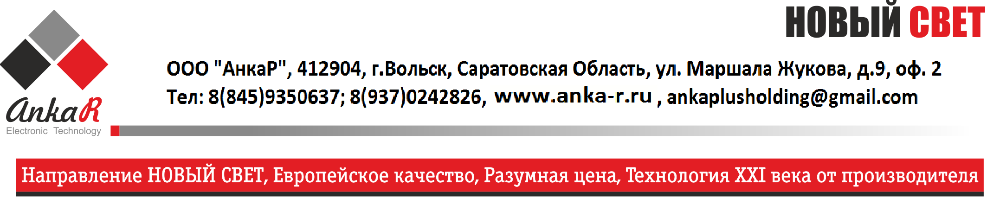 НОВЫЙ СВЕТ
ООО "АнкаР", 412904, г.Вольск, Саратовская Область, ул. Маршала Жукова, д.9, оф. 2
Тел: 8(845)9350637; 8(937)0242826, www.anka-r.ru , ankaplusholding@gmail.com
AnkaR
Electronic Technology
Направление НОВЫЙ СВЕТ, Европейское качество, Разумная цена, Технология XXI века от производителя